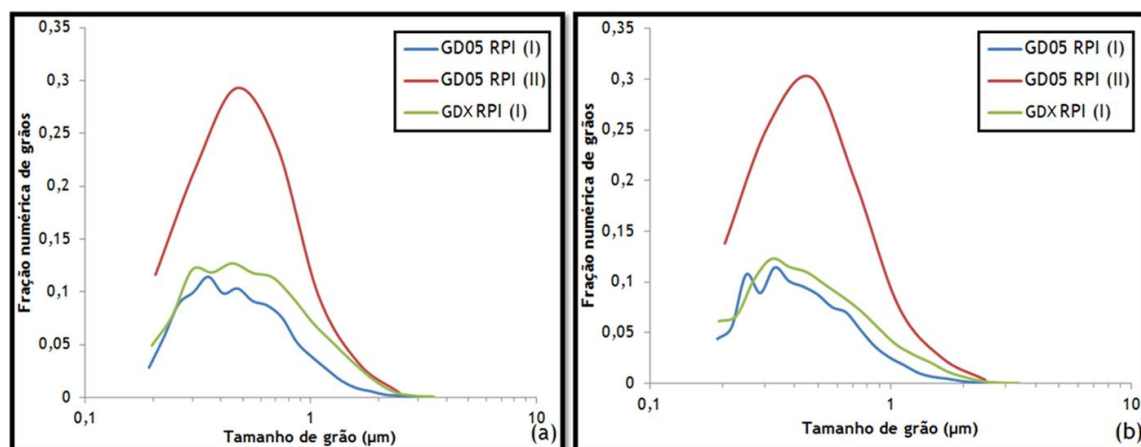 0,35
0,3
0,25
0,2
0,15
0,1
0,05
0
Fração numérica de grãos
GD05 RPI (I)
GD05 RPI (II)
GDX RPI (I)
0,1
1
10
Tamanho de grão (µm)
(a)
0,35
0,3
0,25
0,2
0,15
0,1
0,05
0
Fração numérica de grãos
GD05 RPI (I)
GD05 RPI (II)
GDX RPI (I)
0,1
1
10
Tamanho de grão (µm)
(b)